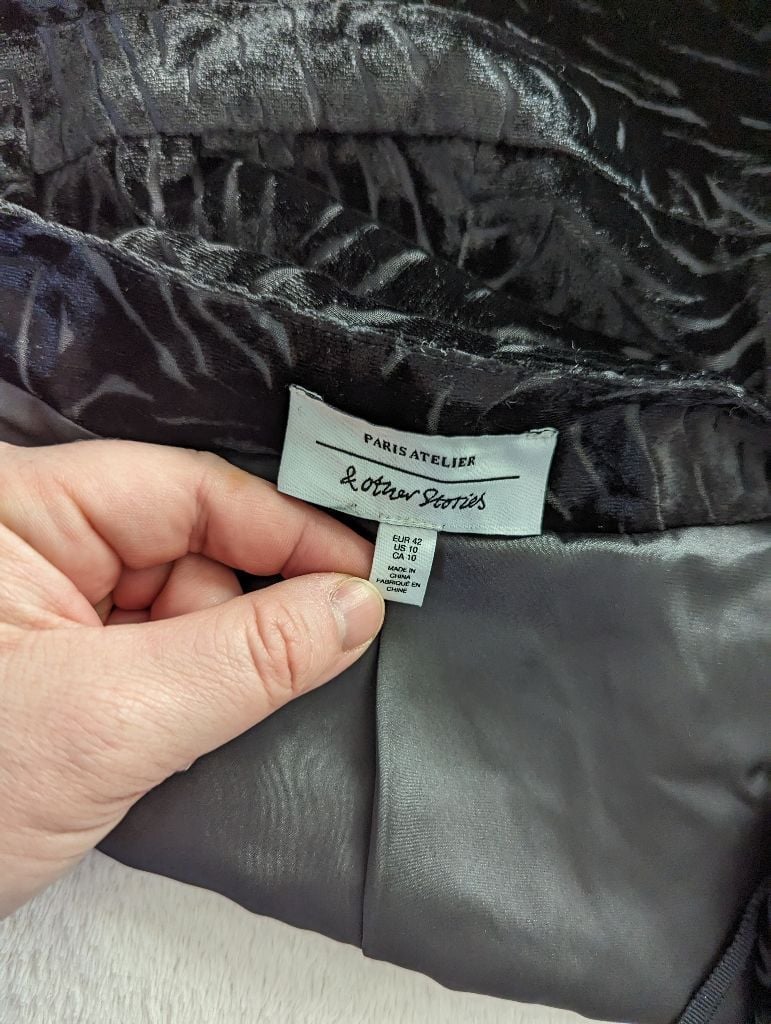 PARIS ATELIER
& other Stories
EUR 42
US 10
CA 10
MADE IN
CHINA
FABRIQUÉ EN
CHINE